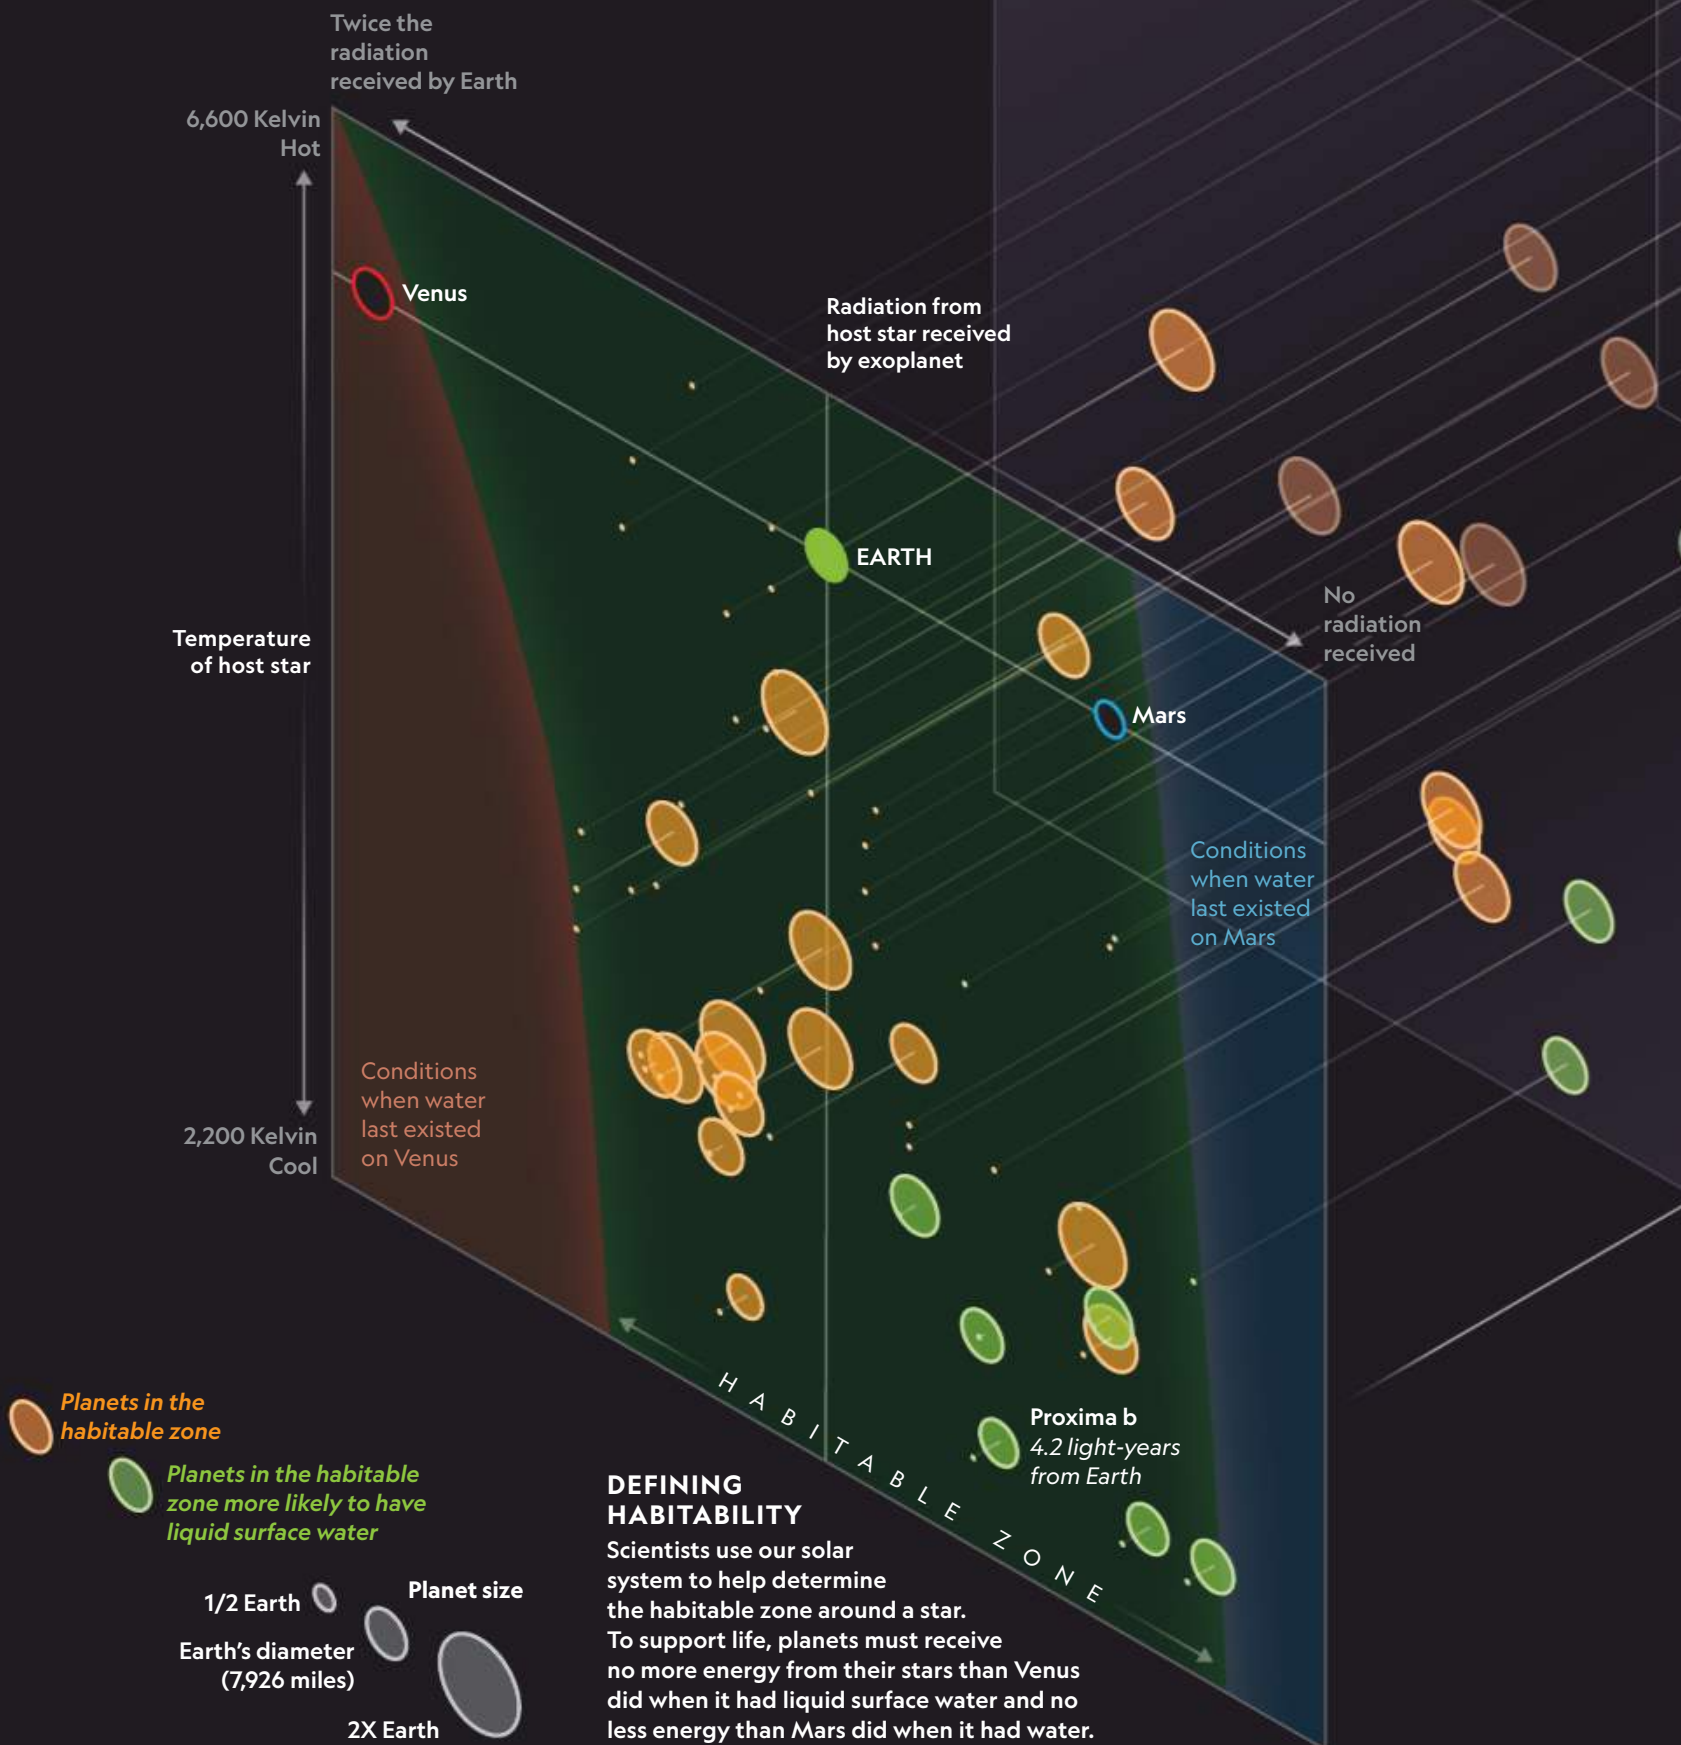 Twice the
radiation
received by Earth
6,600 Kelvin
Hot
Venus
Radiation from
host star received
by exoplanet
EARTH
No
radiation
received
Temperature
of host star
Mars
Conditions
when water
last existed
on Mars
Conditions
when water
last existed
on Venus
2,200 Kelvin
Cool
HABITABLE ZONE
Proxima b
4.2 light-years
from Earth
Planets in the
habitable zone
Planets in the habitable
zone more likely to have
liquid surface water
Planet size
1/2 Earth
Earth's diameter
(7,926 miles)
2X Earth
DEFINING
HABITABILITY
Scientists use our solar
system to help determine
the habitable zone around a star.
To support life, planets must receive
no more energy from their stars than Venus
did when it had liquid surface water and no
less energy than Mars did when it had water.